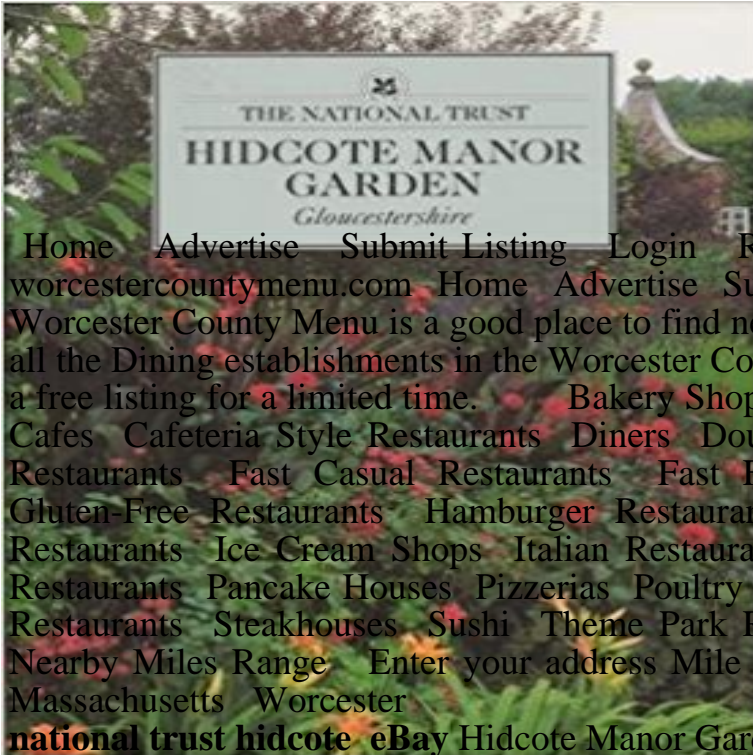 THE NATIONAL TRUST
HIDCOTE MANOR
GARDEN
Gloucestershire
Home Advertise Submit Listing Login
worcestercountymenu.com Home Advertise
Worcester County Menu is a good place to find
all the Dining establishments in the Worcester
a free listing for a limited time. Bakery
Cafes Cafeteria Style Restaurants Diners
Restaurants Fast Casual Restaurants Fast
Gluten-Free Restaurants Hamburger
Restaurants Ice Cream Shops Italian
Restaurants Pancake Houses Pizzerias Poultry
Restaurants Steakhouses Sushi Theme Park
Nearby Miles Range Enter your address Mile
Massachusetts Worcester
national trust hidcote eBay Hidcote Manor